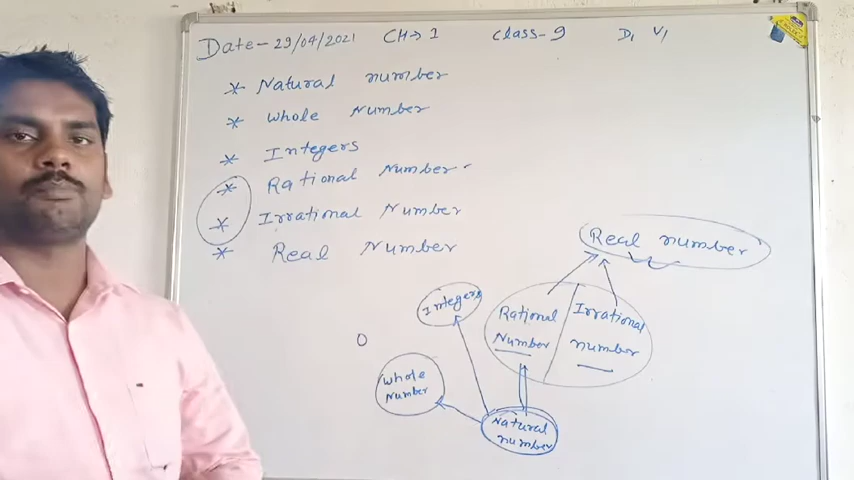 Date- 29/04/2021 CH→ 1 Class-9 D, V,
* Natural number
* Whole Number
* Integers
* Rational Number
* Irrational Number
* Real Number
Real number
Integers
Rational Number
Irrational number
0
Whole Number
Natural number